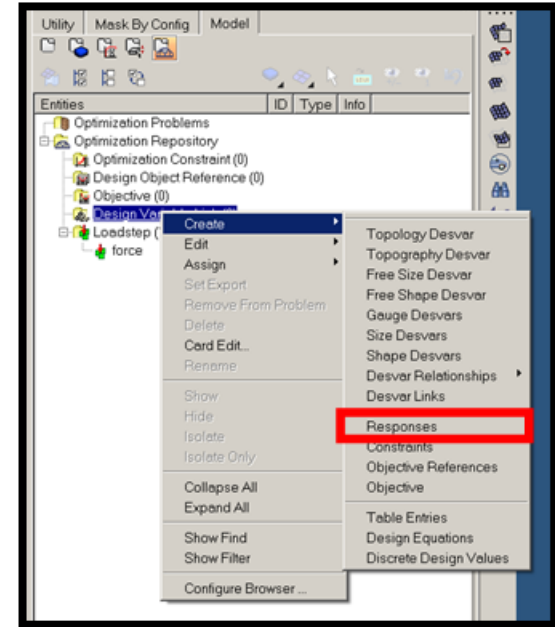 Utility Mask By Config Model
Entities ID Type Info
Optimization Problems
Optimization Repository
Optimization Constraint (0)
Design Object Reference (0)
Objective (0)
Design
Loadstep (
force
Create
Edit
Assign
Set Export
Remove From Problem
Delete
Card Edit...
Rename
Show
Hide
Isolate
Isolate Only
Collapse All
Expand All
Show Find
Show Filter
Configure Browser ...
Topology Desvar
Topography Desvar
Free Size Desvar
Free Shape Desvar
Gauge Desvars
Size Desvars
Shape Desvars
Desvar Relationships
Desvar Links
Responses
Constraints
Objective References
Objective
Table Entries
Design Equations
Discrete Design Values